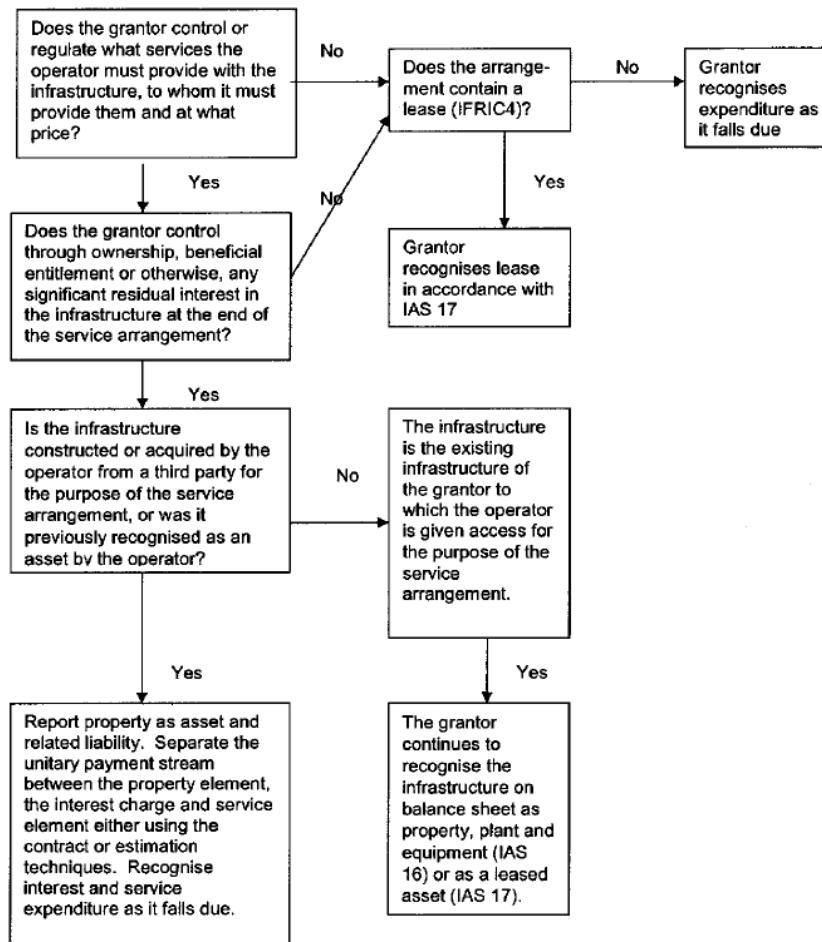 Does the grantor control or
regulate what services the
operator must provide with the
infrastructure, to whom it must
provide them and at what
price?
No
Does the arrange-
ment contain a
lease (IFRIC4)?
No
Grantor
recognises
expenditure as
it falls due
Yes
No
Yes
Does the grantor control
through ownership, beneficial
entitlement or otherwise, any
significant residual interest in
the infrastructure at the end of
the service arrangement?
Grantor
recognises lease
in accordance with
IAS 17
Yes
Is the infrastructure
constructed or acquired by the
operator from a third party for
the purpose of the service
arrangement, or was it
previously recognised as an
asset by the operator?
No
The infrastructure
is the existing
infrastructure of
the grantor to
which the operator
is given access for
the purpose of the
service
arrangement.
Yes
Yes
Report property as asset and
related liability. Separate the
unitary payment stream
between the property element,
the interest charge and service
element either using the
contract or estimation
techniques. Recognise
interest and service
expenditure as it falls due.
The grantor
continues to
recognise the
infrastructure on
balance sheet as
property, plant and
equipment (IAS
16) or as a leased
asset (IAS 17).